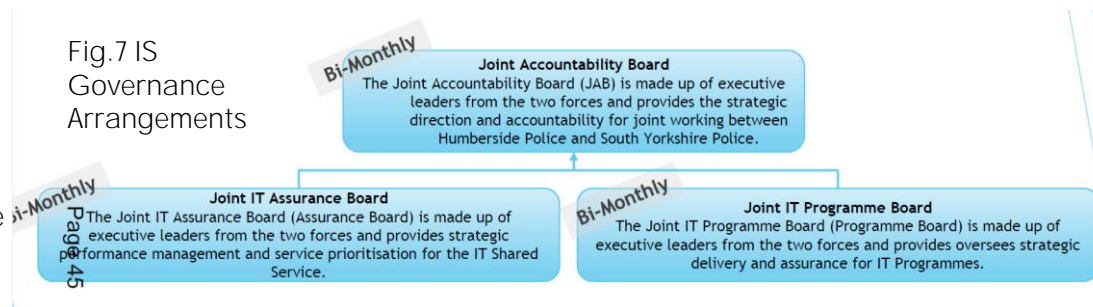 Fig.7 IS
Governance
Arrangements
Bi-Monthly
Joint Accountability Board
The Joint Accountability Board (JAB) is made up of executive
leaders from the two forces and provides the strategic
direction and accountability for joint working between
Humberside Police and South Yorkshire Police.
Bi-Monthly
Joint IT Assurance Board
The Joint IT Assurance Board (Assurance Board) is made up of
executive leaders from the two forces and provides strategic
performance management and service prioritisation for the IT Shared
Service.
Bi-Monthly
Joint IT Programme Board
The Joint IT Programme Board (Programme Board) is made up of
executive leaders from the two forces and provides oversees strategic
delivery and assurance for IT Programmes.
e
Page 45